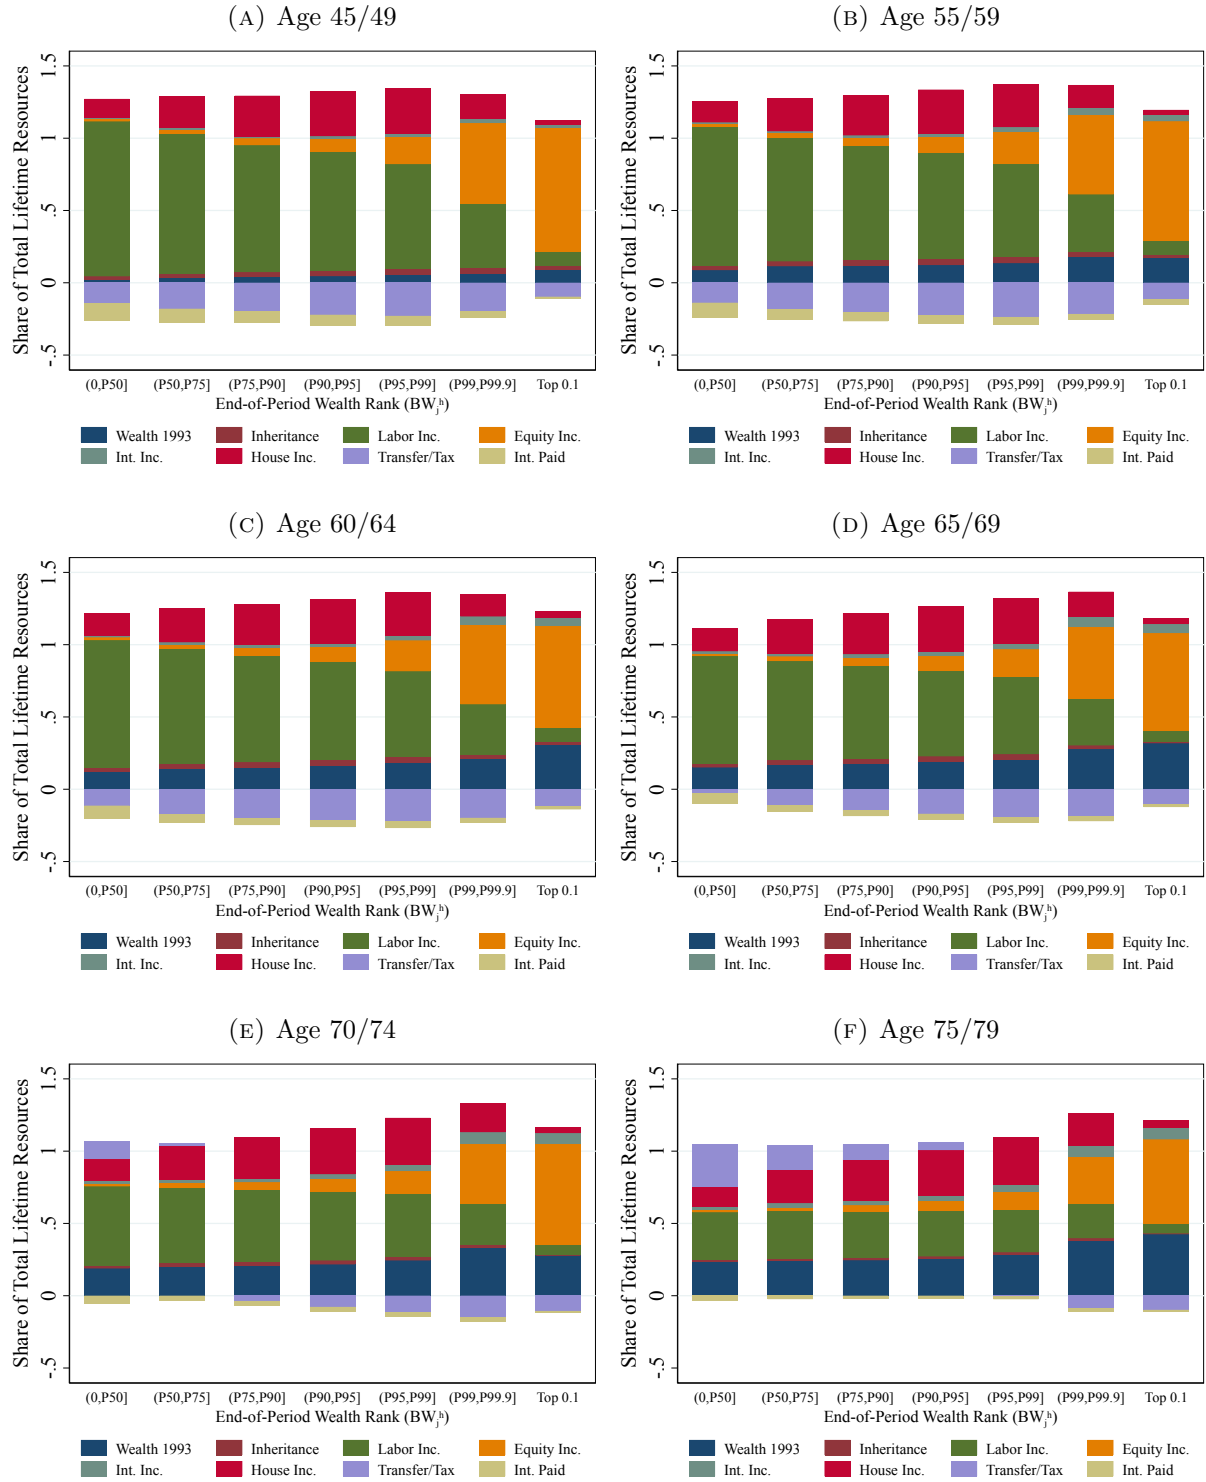 (A) Age 45/49
Share of Total Lifetime Resources
1.5
1
.5
0
-.5
(0,P50] (P50,P75] (P75,P90] (P90,P95] (P95,P99] (P99,P99.9] Top 0.1
End-of-Period Wealth Rank (BW_j^h)
Wealth 1993 Inheritance Labor Inc. Equity Inc.
Int. Inc. House Inc. Transfer/Tax Int. Paid
(B) Age 55/59
Share of Total Lifetime Resources
1.5
1
.5
0
-.5
(0,P50] (P50,P75] (P75,P90] (P90,P95] (P95,P99] (P99,P99.9] Top 0.1
End-of-Period Wealth Rank (BW_j^h)
Wealth 1993 Inheritance Labor Inc. Equity Inc.
Int. Inc. House Inc. Transfer/Tax Int. Paid
(C) Age 60/64
Share of Total Lifetime Resources
1.5
1
.5
0
-.5
(0,P50] (P50,P75] (P75,P90] (P90,P95] (P95,P99] (P99,P99.9] Top 0.1
End-of-Period Wealth Rank (BW_j^h)
Wealth 1993 Inheritance Labor Inc. Equity Inc.
Int. Inc. House Inc. Transfer/Tax Int. Paid
(D) Age 65/69
Share of Total Lifetime Resources
1.5
1
.5
0
-.5
(0,P50] (P50,P75] (P75,P90] (P90,P95] (P95,P99] (P99,P99.9] Top 0.1
End-of-Period Wealth Rank (BW_j^h)
Wealth 1993 Inheritance Labor Inc. Equity Inc.
Int. Inc. House Inc. Transfer/Tax Int. Paid
(E) Age 70/74
Share of Total Lifetime Resources
1.5
1
.5
0
-.5
(0,P50] (P50,P75] (P75,P90] (P90,P95] (P95,P99] (P99,P99.9] Top 0.1
End-of-Period Wealth Rank (BW_j^h)
Wealth 1993 Inheritance Labor Inc. Equity Inc.
Int. Inc. House Inc. Transfer/Tax Int. Paid
(F) Age 75/79
Share of Total Lifetime Resources
1.5
1
.5
0
-.5
(0,P50] (P50,P75] (P75,P90] (P90,P95] (P95,P99] (P99,P99.9] Top 0.1
End-of-Period Wealth Rank (BW_j^h)
Wealth 1993 Inheritance Labor Inc. Equity Inc.
Int. Inc. House Inc. Transfer/Tax Int. Paid